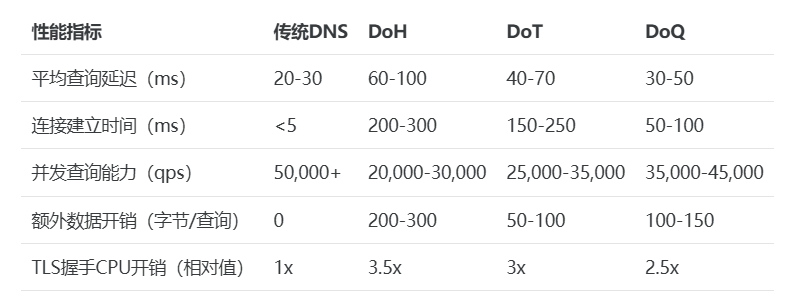 性能指标 传统DNS DoH DoT DoQ
平均查询延迟（ms） 20-30 60-100 40-70 30-50
连接建立时间（ms） <5 200-300 150-250 50-100
并发查询能力（qps） 50,000+ 20,000-30,000 25,000-35,000 35,000-45,000
额外数据开销（字节/查询） 0 200-300 50-100 100-150
TLS握手CPU开销（相对值） 1x 3.5x 3x 2.5x